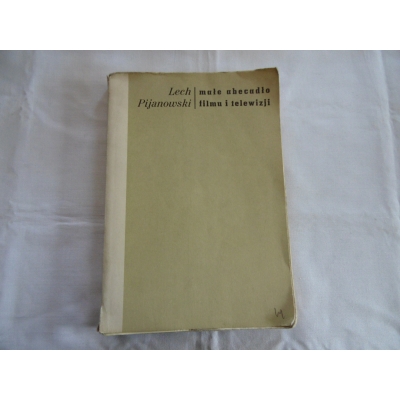 Lech | małe abecadło
Pijanowski | filmu i telewizji